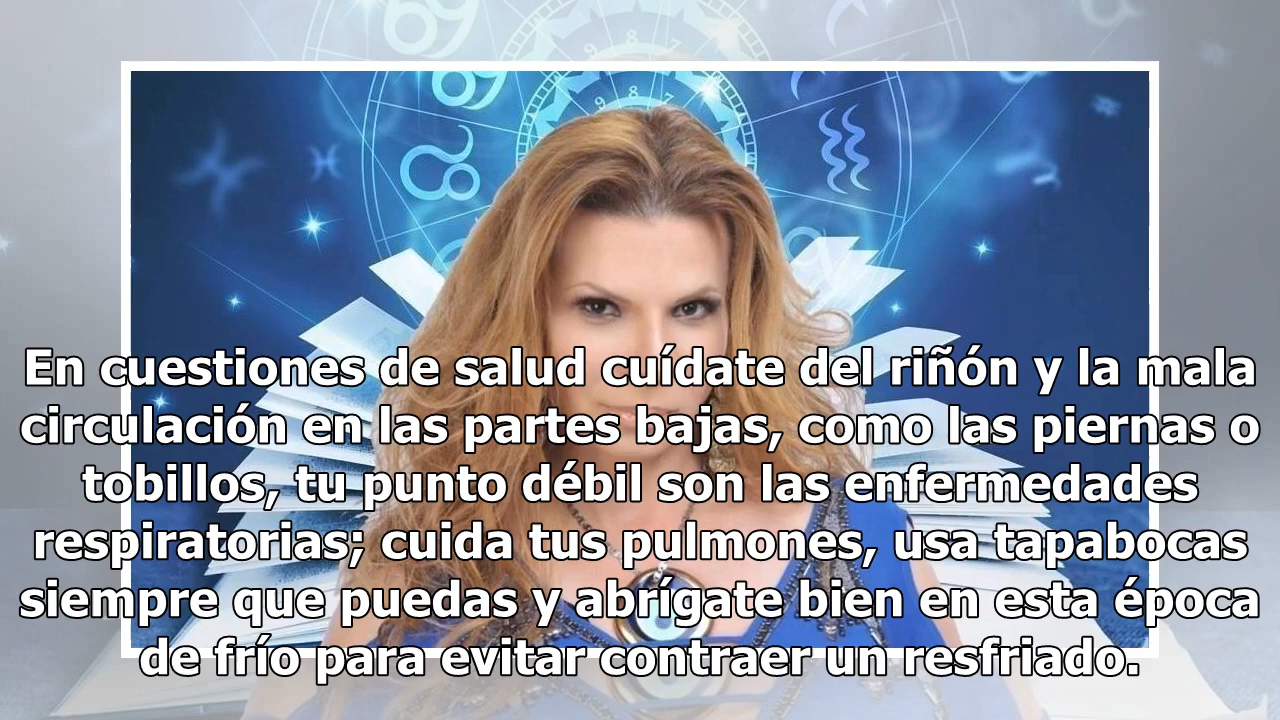 En cuestiones de salud cuídate del riñón y la mala
circulación en las partes bajas, como las piernas o
tobillos, tu punto débil son las enfermedades
respiratorias; cuida tus pulmones, usa tapabocas
siempre que puedas y abrígate bien en esta época
de frío para evitar contraer un resfriado.